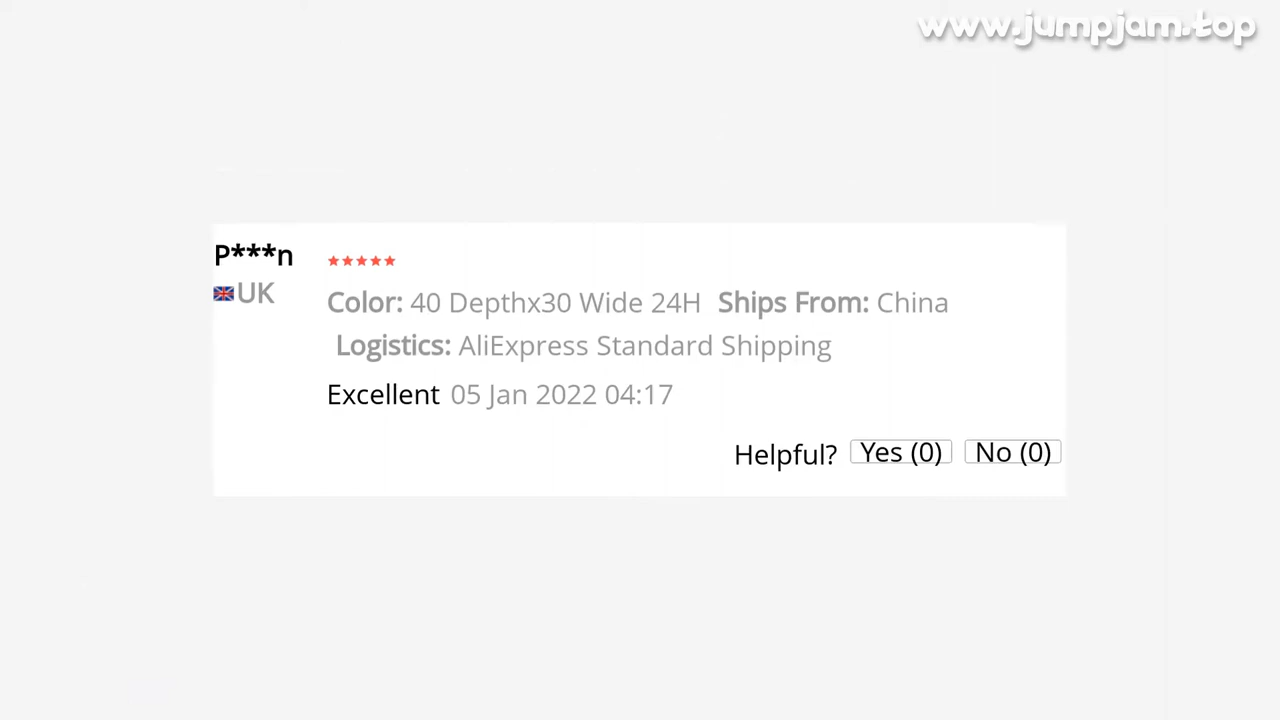 www.jumpjam.top
P***n
UK
Color: 40 Depthx30 Wide 24H Ships From: China
Logistics: AliExpress Standard Shipping
Excellent 05 Jan 2022 04:17
Helpful? Yes (0) No (0)